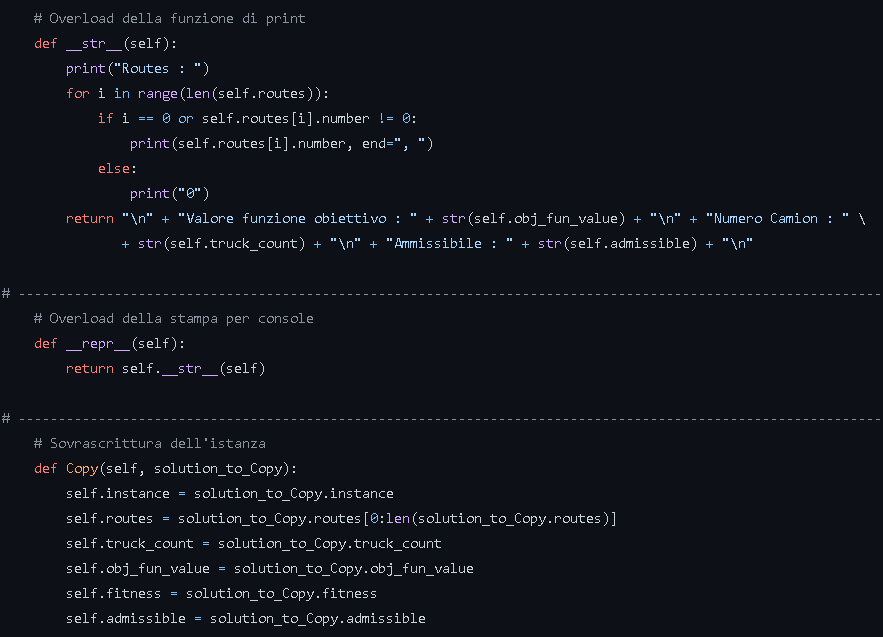 # Overload della funzione di print
def __str__(self):
print("Routes : ")
for i in range(len(self.routes)):
if i == 0 or self.routes[i].number != 0:
print(self.routes[i].number, end=", ")
else:
print("0")
return "\n" + "Valore funzione obiettivo : " + str(self.obj_fun_value) + "\n" + "Numero Camion : " \
+ str(self.truck_count) + "\n" + "Ammissibile : " + str(self.admissible) + "\n"
# ------------------------------------------------------------------------------------------------------------
# Overload della stampa per console
def __repr__(self):
return self.__str__(self)
# ------------------------------------------------------------------------------------------------------------
# Sovrascrittura dell'istanza
def Copy(self, solution_to_Copy):
self.instance = solution_to_Copy.instance
self.routes = solution_to_Copy.routes[0:len(solution_to_Copy.routes)]
self.truck_count = solution_to_Copy.truck_count
self.obj_fun_value = solution_to_Copy.obj_fun_value
self.fitness = solution_to_Copy.fitness
self.admissible = solution_to_Copy.admissible